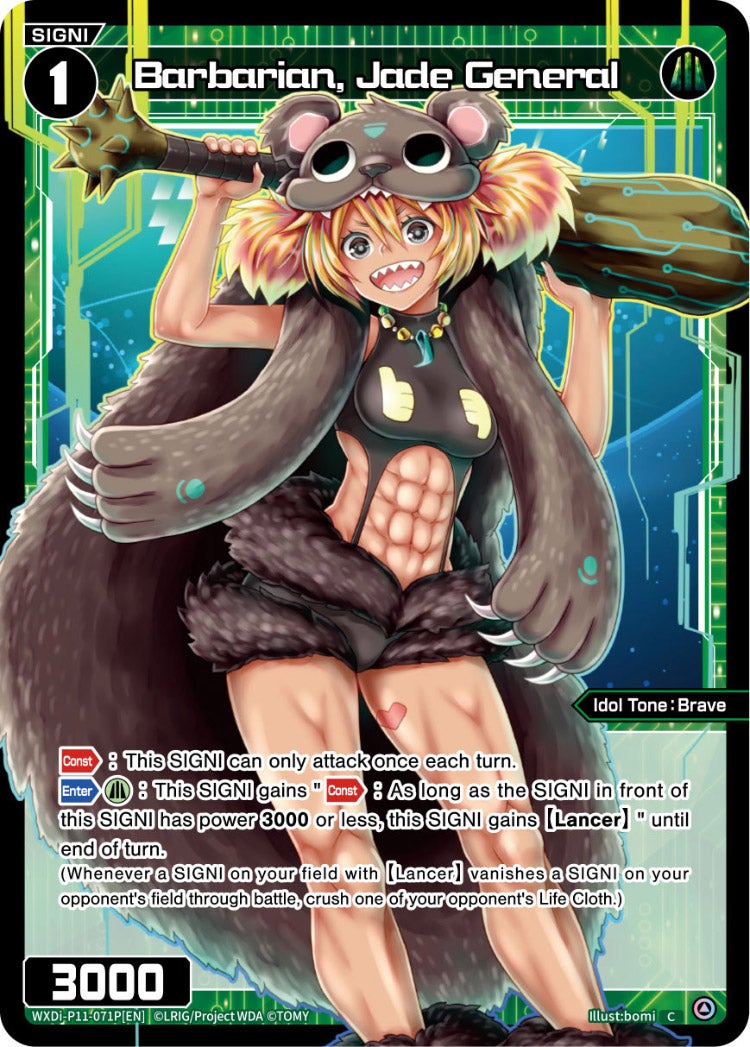 SIGNI
1
Barbarian, Jade General
Idol Tone：Brave
Const : This SIGNI can only attack once each turn.
Enter : This SIGNI gains " Const : As long as the SIGNI in front of
this SIGNI has power 3000 or less, this SIGNI gains 【Lancer】 " until
end of turn.
(Whenever a SIGNI on your field with 【Lancer】 vanishes a SIGNI on your
opponent's field through battle, crush one of your opponent's Life Cloth.)
3000
WXDi-P11-071P[EN] ©LRIG/Project WDA ©TOMY
Illust:bomi C